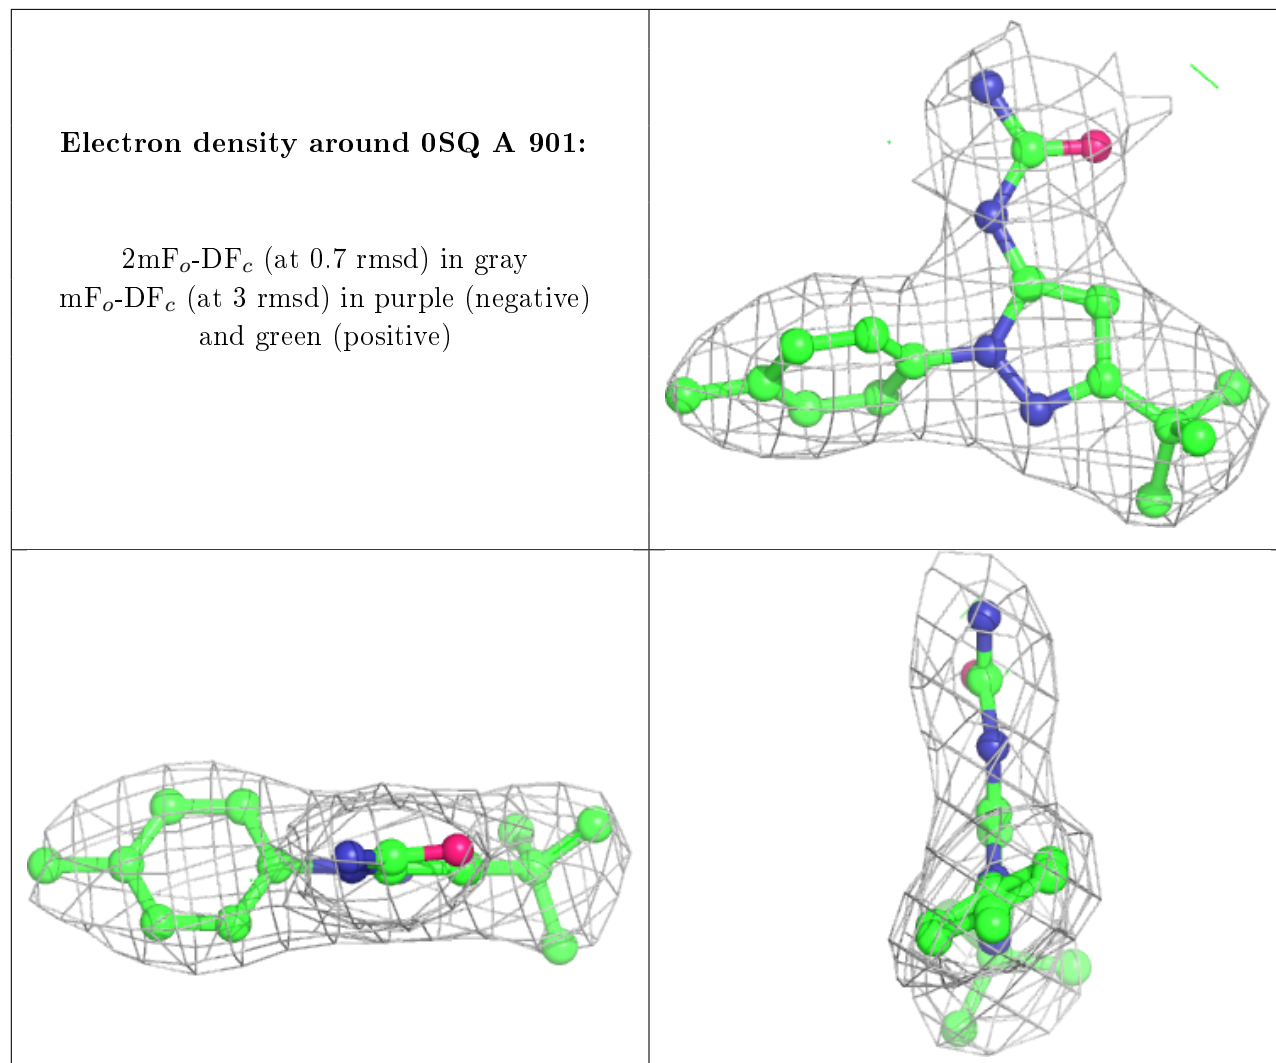 Electron density around 0SQ A 901:
2mFo-DFc (at 0.7 rmsd) in gray
mFo-DFc (at 3 rmsd) in purple (negative)
and green (positive)